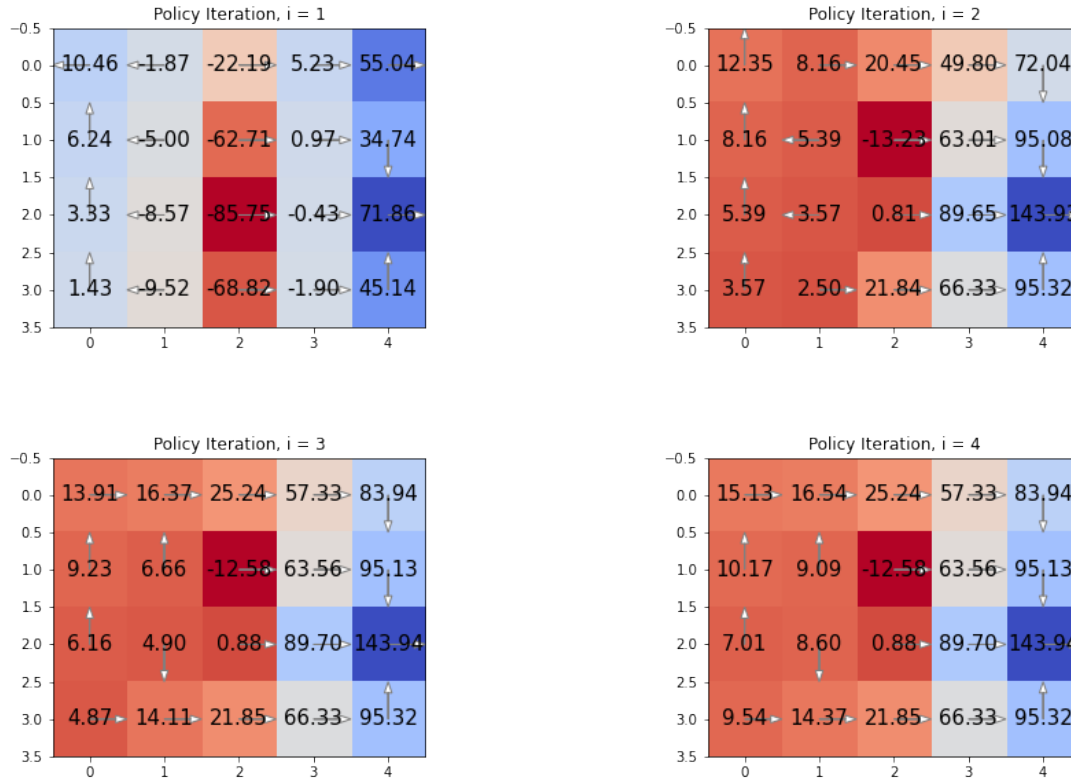 Policy Iteration, i = 1
−0.5
0.0
0.5
1.0
1.5
2.0
2.5
3.0
3.5
10.46 -1.87 -22.19 5.23 55.04
6.24 -5.00 -62.71 0.97 34.74
3.33 -8.57 -85.75 -0.43 71.86
1.43 -9.52 -68.82 -1.90 45.14
0 1 2 3 4
Policy Iteration, i = 2
−0.5
0.0
0.5
1.0
1.5
2.0
2.5
3.0
3.5
12.35 8.16 20.45 49.80 72.04
8.16 5.39 -13.23 63.01 95.08
5.39 3.57 0.81 89.65
3.57 2.50 21.84 66.33 95.32
0 1 2 3 4
Policy Iteration, i = 3
−0.5
0.0
0.5
1.0
1.5
2.0
2.5
3.0
3.5
13.91 16.37 25.24 57.33 83.94
9.23 6.66 -12.58 63.56 95.13
6.16 4.90 0.88 89.70 143.94
4.87 14.11 21.85 66.33 95.32
0 1 2 3 4
Policy Iteration, i = 4
−0.5
0.0
0.5
1.0
1.5
2.0
2.5
3.0
3.5
15.13 16.54 25.24 57.33 83.94
10.17 9.09 -12.58 63.56 95.13
7.01 8.60 0.88 89.70
9.54 14.37 21.85 66.33 95.32
0 1 2 3 4